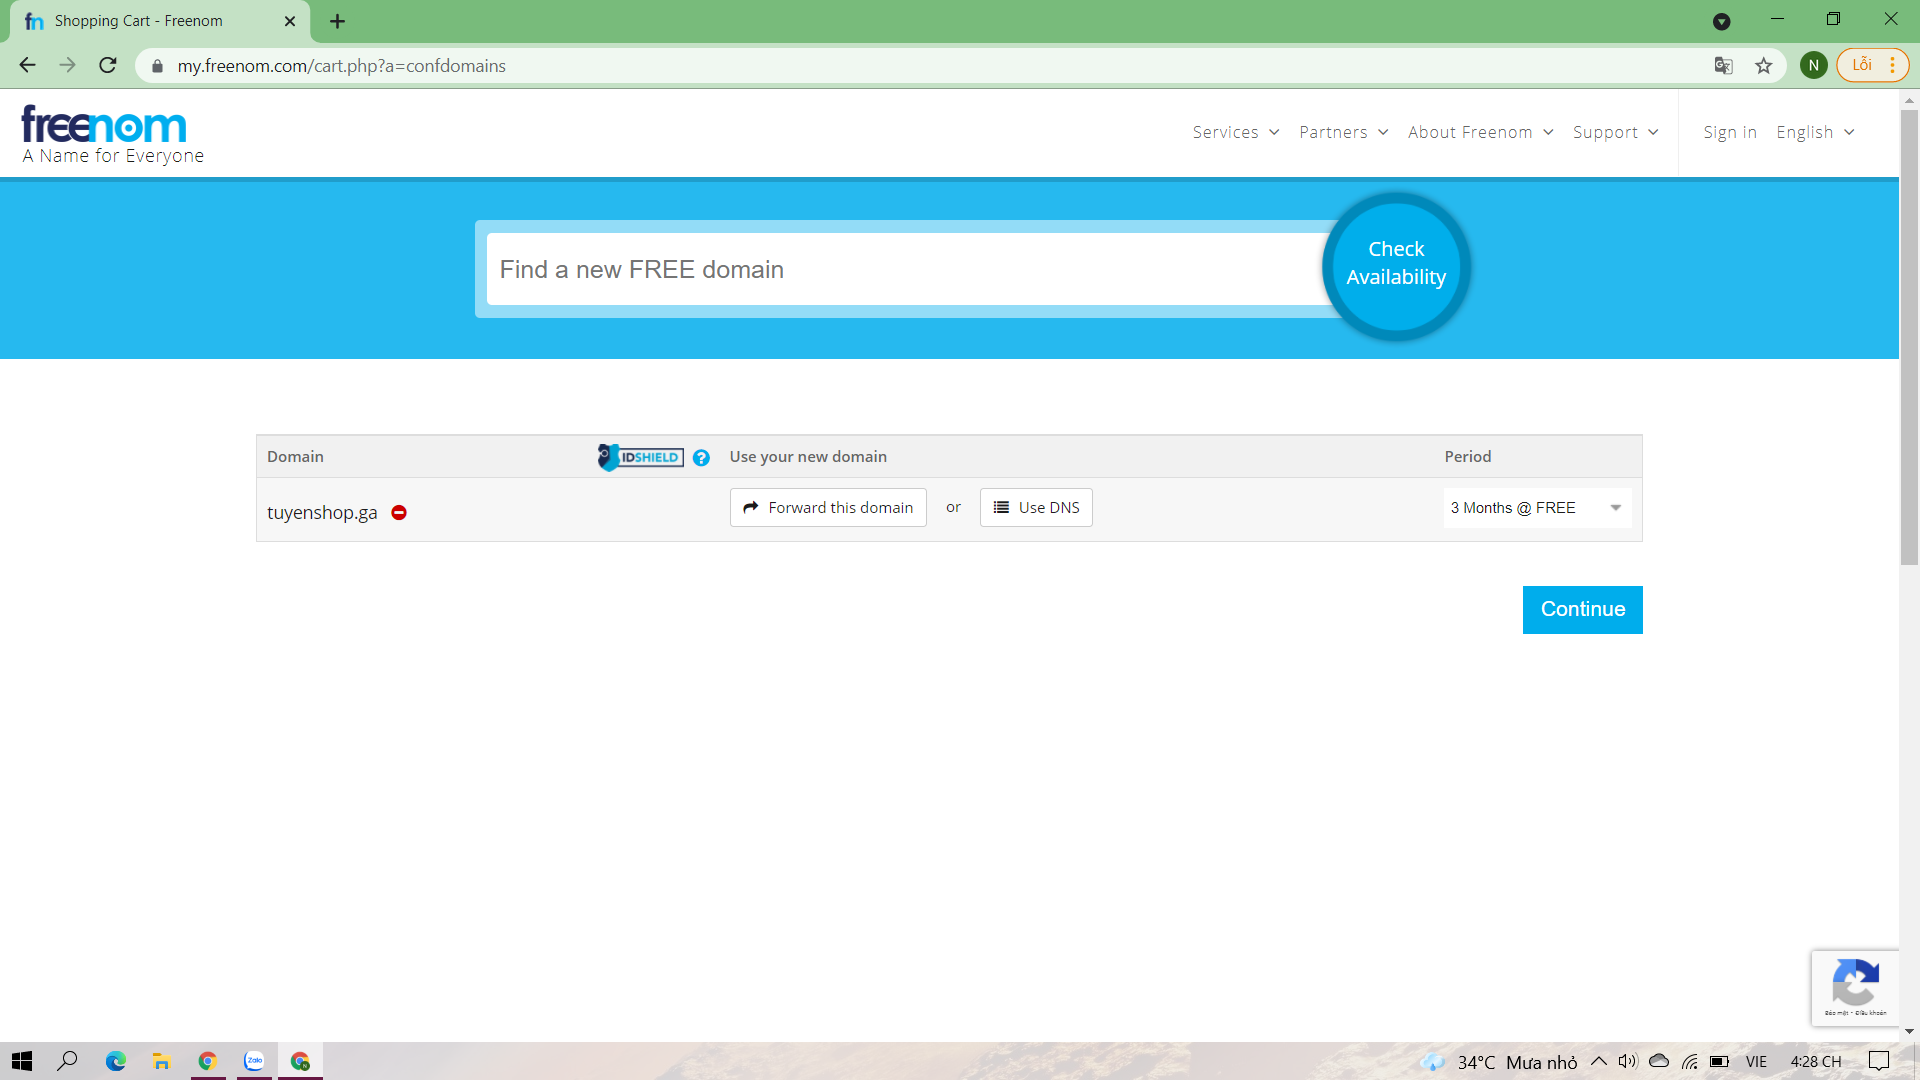 Shopping Cart - Freenom
my.freenom.com/cart.php?a=confdomains
N
Lỗi
freenom
A Name for Everyone
Services
Partners
About Freenom
Support
Sign in
English
Find a new FREE domain
Check
Availability
Domain
IDSHIELD
Use your new domain
Period
tuyenshop.ga
Forward this domain
or
Use DNS
3 Months @ FREE
Continue
Bảo mật - Điều khoản
Zalo
34°C Mưa nhỏ
VIE
4:28 CH